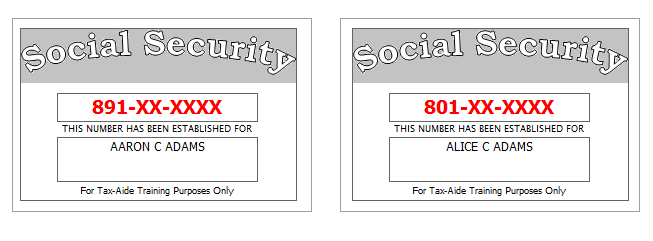 Social Security
891-XX-XXXX
THIS NUMBER HAS BEEN ESTABLISHED FOR
AARON C ADAMS
For Tax-Aide Training Purposes Only
Social Security
801-XX-XXXX
THIS NUMBER HAS BEEN ESTABLISHED FOR
ALICE C ADAMS
For Tax-Aide Training Purposes Only